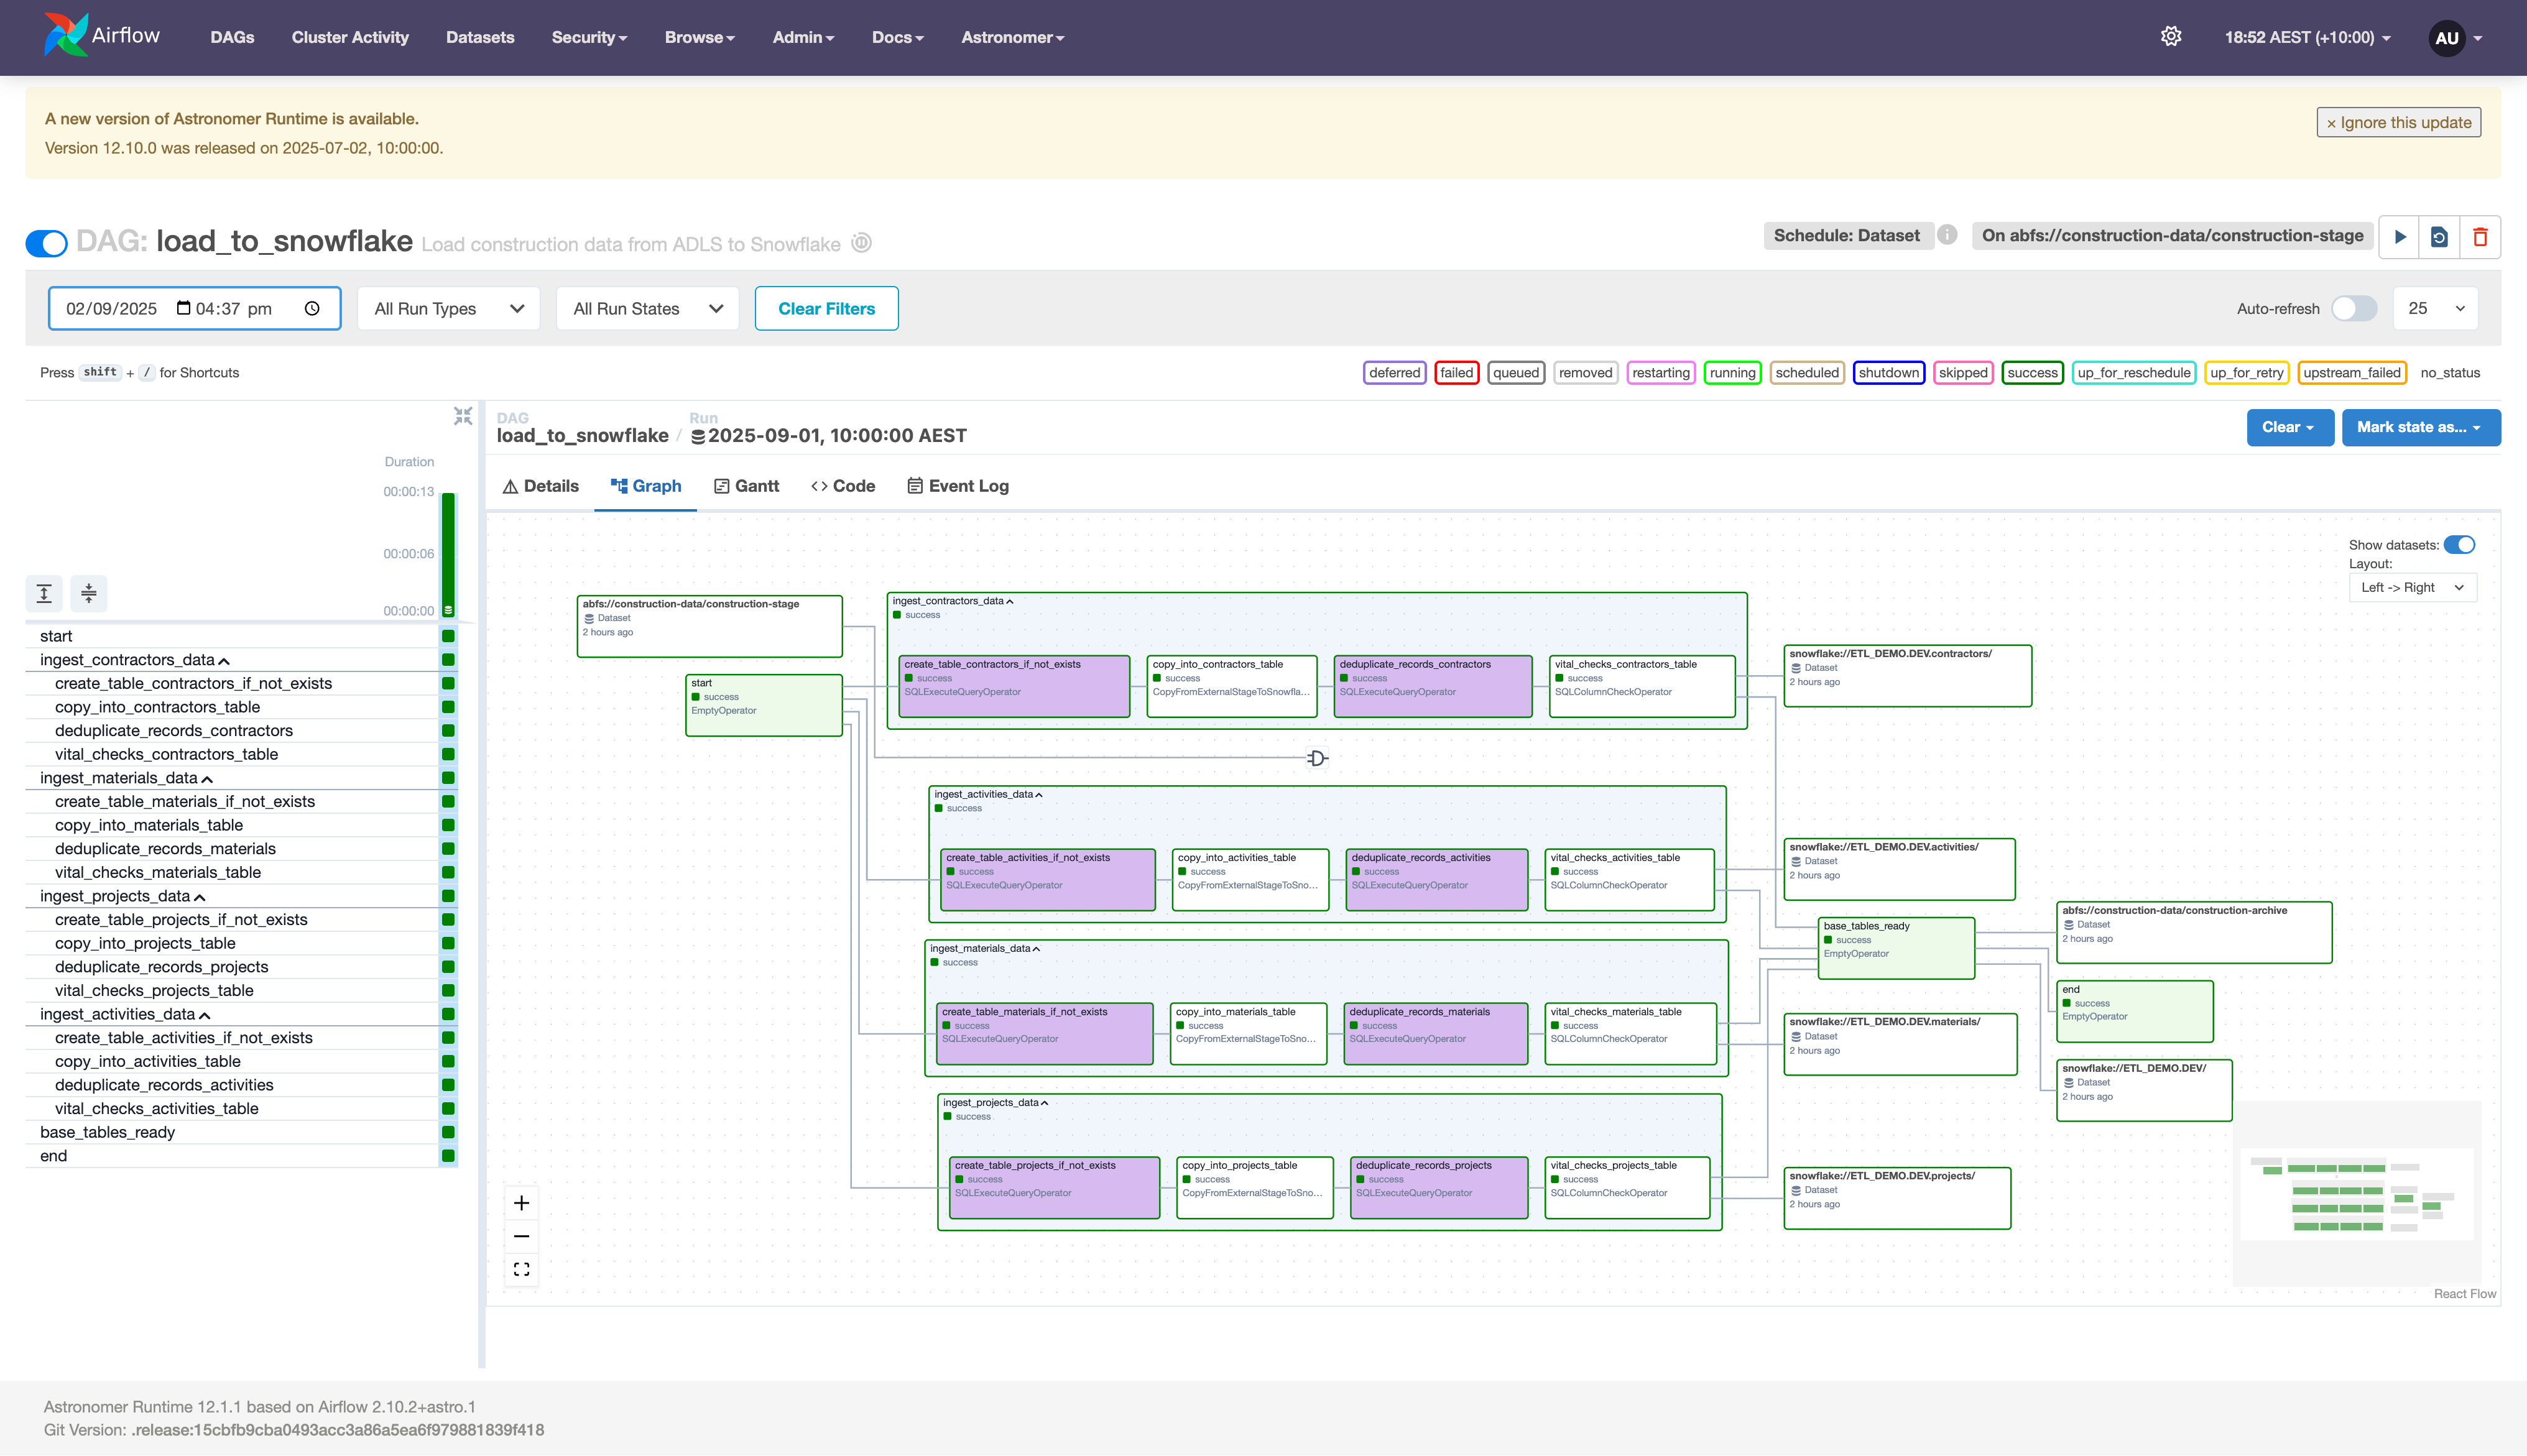 Airflow
DAGs
Cluster Activity
Datasets
Security
Browse
Admin
Docs
Astronomer
18:52 AEST (+10:00)
AU
A new version of Astronomer Runtime is available.
Version 12.10.0 was released on 2025-07-02, 10:00:00.
× Ignore this update
DAG: load_to_snowflake Load construction data from ADLS to Snowflake
Schedule: Dataset
On abfs://construction-data/construction-stage
02/09/2025 04:37 pm
All Run Types
All Run States
Clear Filters
Auto-refresh
25
Press shift + / for Shortcuts
deferred
failed
queued
removed
restarting
running
scheduled
shutdown
skipped
success
up_for_reschedule
up_for_retry
upstream_failed
no_status
Duration
00:00:13
00:00:06
00:00:00
start
ingest_contractors_data
create_table_contractors_if_not_exists
copy_into_contractors_table
deduplicate_records_contractors
vital_checks_contractors_table
ingest_materials_data
create_table_materials_if_not_exists
copy_into_materials_table
deduplicate_records_materials
vital_checks_materials_table
ingest_projects_data
create_table_projects_if_not_exists
copy_into_projects_table
deduplicate_records_projects
vital_checks_projects_table
ingest_activities_data
create_table_activities_if_not_exists
copy_into_activities_table
deduplicate_records_activities
vital_checks_activities_table
base_tables_ready
end
DAG
load_to_snowflake
/
Run
2025-09-01, 10:00:00 AEST
Clear
Mark state as...
Details
Graph
Gantt
Code
Event Log
Show datasets:
Layout:
Left -> Right
abfs://construction-data/construction-stage
Dataset
2 hours ago
start
success
EmptyOperator
ingest_contractors_data
success
create_table_contractors_if_not_exists
success
SQLExecuteQueryOperator
copy_into_contractors_table
success
CopyFromExternalStageToSnowfla...
deduplicate_records_contractors
success
SQLExecuteQueryOperator
vital_checks_contractors_table
success
SQLColumnCheckOperator
snowflake://ETL_DEMO.DEV.contractors/
Dataset
2 hours ago
ingest_activities_data
success
create_table_activities_if_not_exists
success
SQLExecuteQueryOperator
copy_into_activities_table
success
CopyFromExternalStageToSno...
deduplicate_records_activities
success
SQLExecuteQueryOperator
vital_checks_activities_table
success
SQLColumnCheckOperator
snowflake://ETL_DEMO.DEV.activities/
Dataset
2 hours ago
ingest_materials_data
success
create_table_materials_if_not_exists
success
SQLExecuteQueryOperator
copy_into_materials_table
success
CopyFromExternalStageToSno...
deduplicate_records_materials
success
SQLExecuteQueryOperator
vital_checks_materials_table
success
SQLColumnCheckOperator
snowflake://ETL_DEMO.DEV.materials/
Dataset
2 hours ago
ingest_projects_data
success
create_table_projects_if_not_exists
success
SQLExecuteQueryOperator
copy_into_projects_table
success
CopyFromExternalStageToSno...
deduplicate_records_projects
success
SQLExecuteQueryOperator
vital_checks_projects_table
success
SQLColumnCheckOperator
snowflake://ETL_DEMO.DEV.projects/
Dataset
2 hours ago
base_tables_ready
success
EmptyOperator
abfs://construction-data/construction-archive
Dataset
2 hours ago
end
success
EmptyOperator
snowflake://ETL_DEMO.DEV/
Dataset
2 hours ago
React Flow
Astronomer Runtime 12.1.1 based on Airflow 2.10.2+astro.1
Git Version: .release:15cbfb9cba0493acc3a86a5ea6f979881839f418